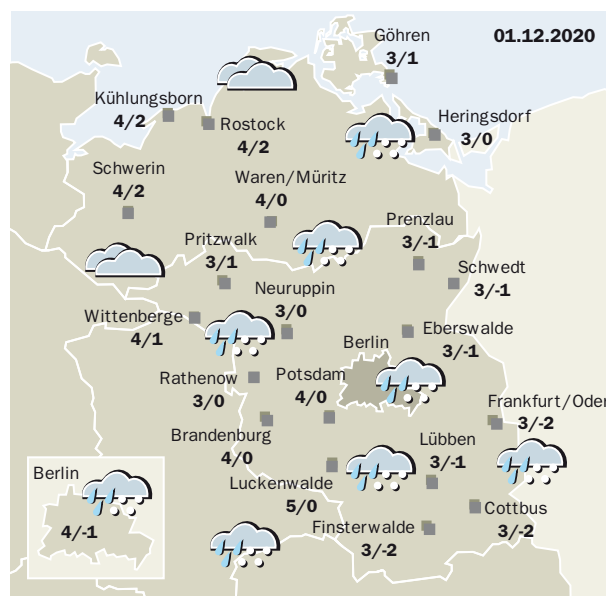 Göhren
3/1
01.12.2020
Kühlungsborn
4/2
Rostock
4/2
Heringsdorf
3/0
Schwerin
4/2
Waren/Müritz
4/0
Prenzlau
3/-1
Pritzwalk
3/1
Schwedt
3/-1
Neuruppin
3/0
Wittenberge
4/1
Eberswalde
3/-1
Berlin
Rathenow
3/0
Potsdam
4/0
Frankfurt/Oder
3/-2
Brandenburg
4/0
Lübben
3/-1
Luckenwalde
5/0
Berlin
4/-1
Cottbus
3/-2
Finsterwalde
3/-2